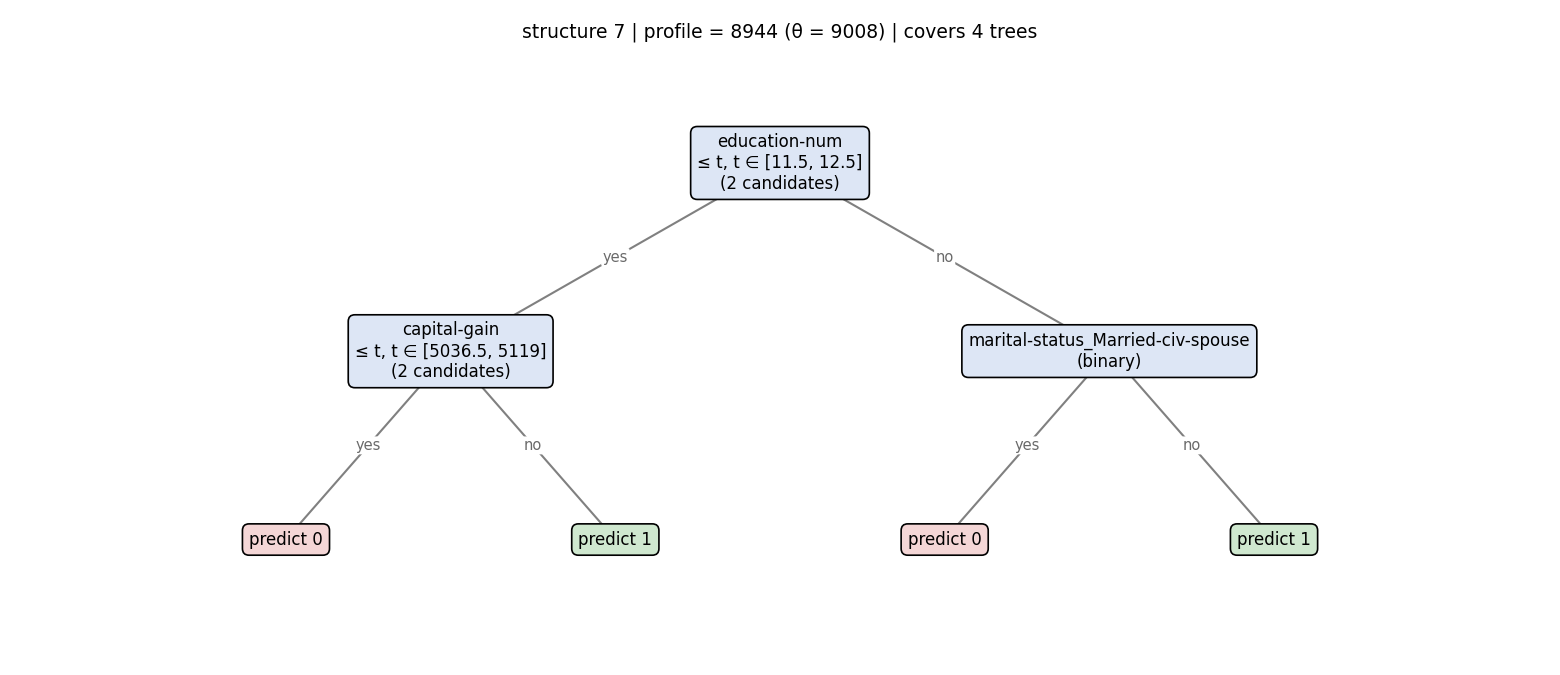 structure 7 | profile = 8944 (θ = 9008) | covers 4 trees
education-num
≤ t, t ∈ [11.5, 12.5]
(2 candidates)
yes
no
capital-gain
≤ t, t ∈ [5036.5, 5119]
(2 candidates)
marital-status_Married-civ-spouse
(binary)
yes
no
yes
no
predict 0
predict 1
predict 0
predict 1